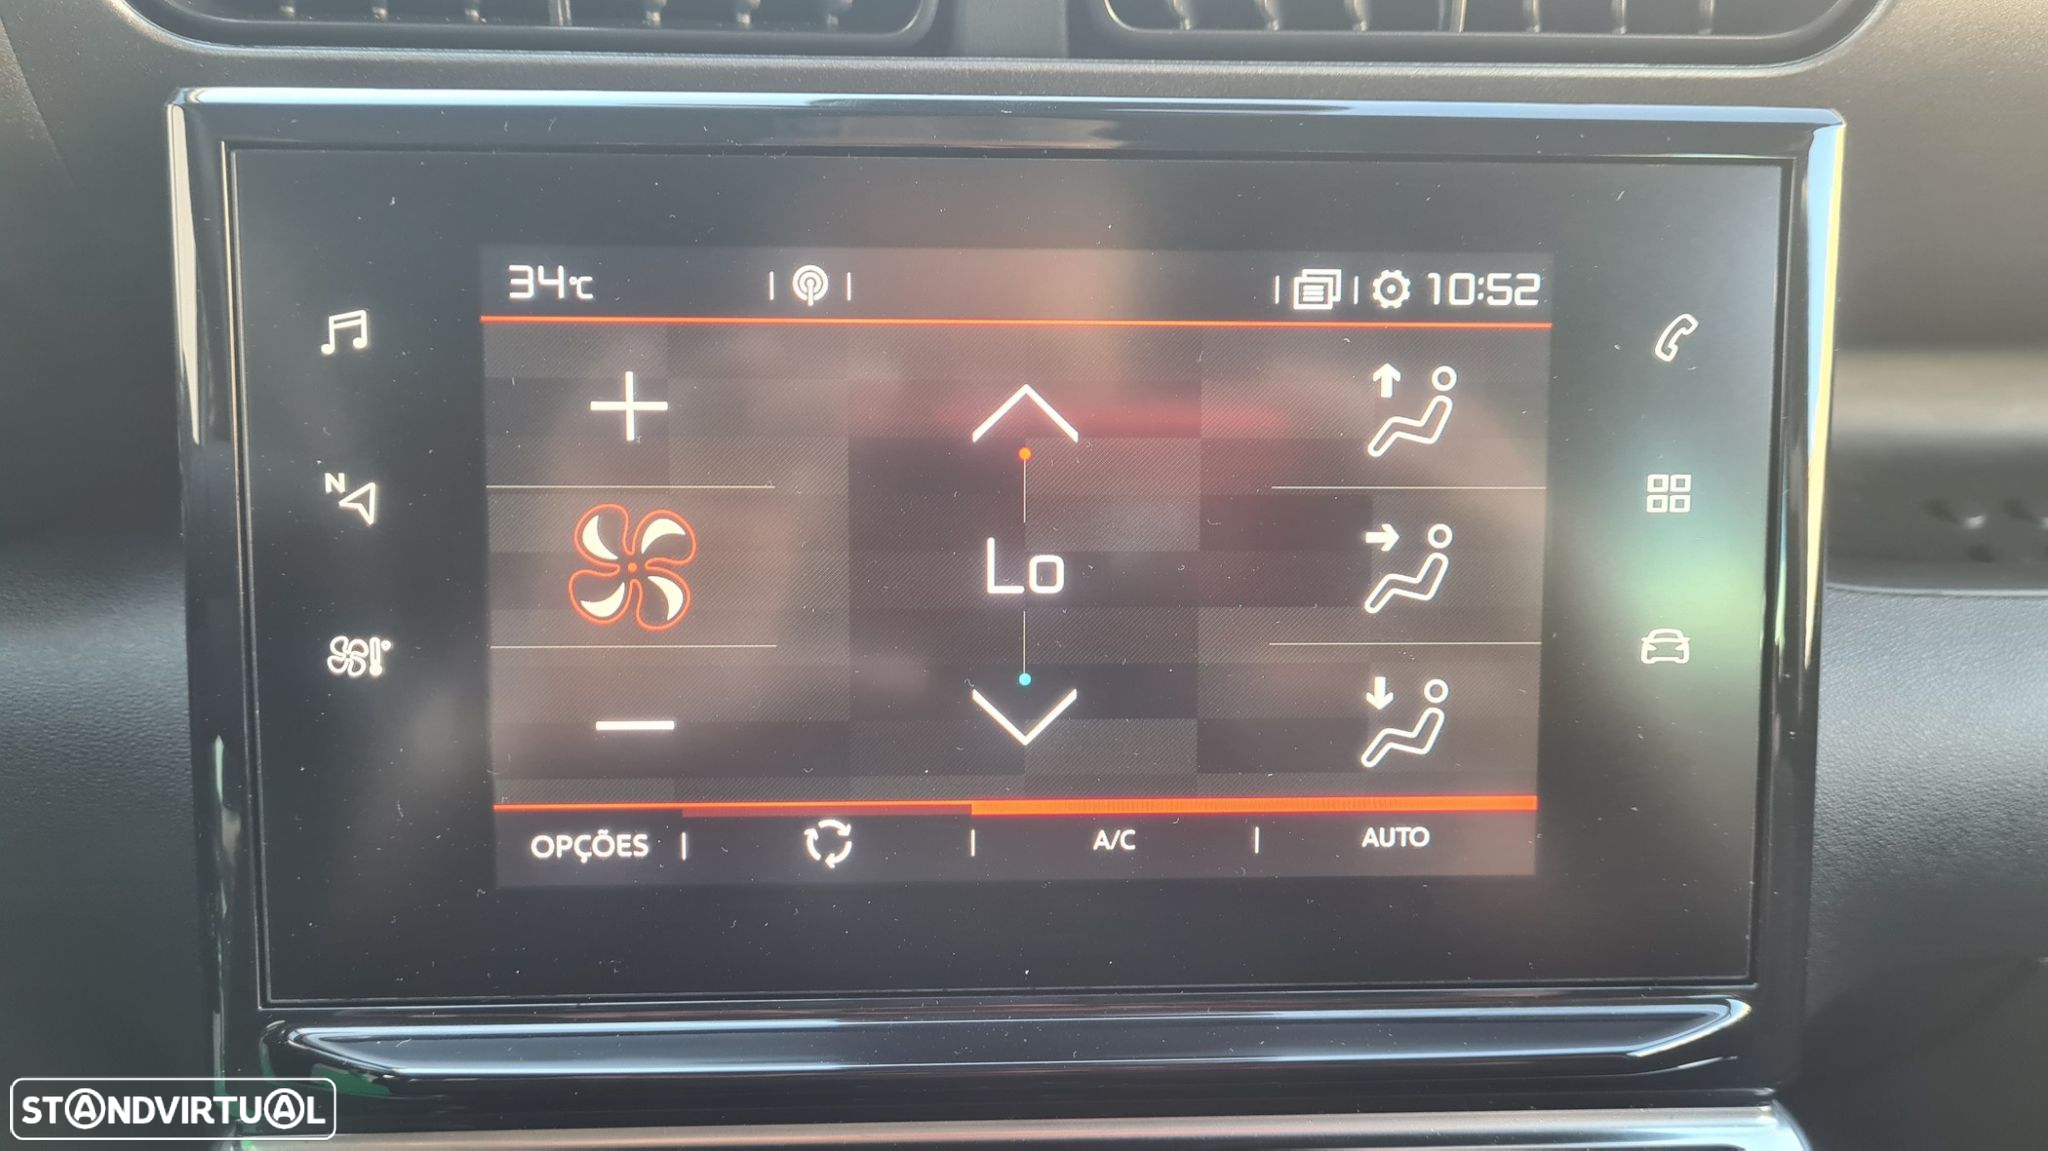 34°C
10:52
N
Lo
OPÇÕES
A/C
AUTO
STANDVIRTUAL